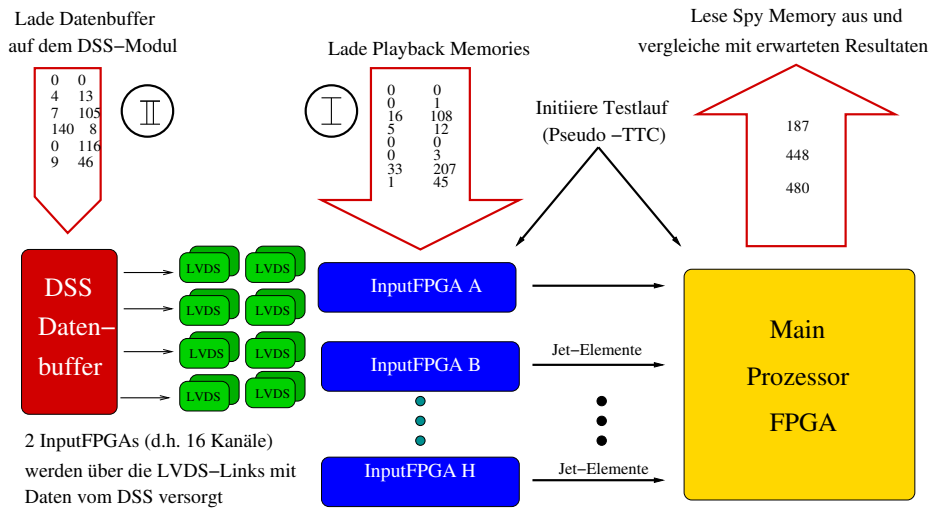 Lade Datenbuffer
auf dem DSS-Modul
Lade Playback Memories
Initiiere Testlauf
(Pseudo -TTC)
Lese Spy Memory aus und
vergleiche mit erwarteten Resultaten
0 0
4 13
7 105
140 8
0 116
9 46
II
I
0 0
0 1
16 108
5 12
0 0
0 3
33 207
1 45
187
448
480
DSS
Daten-
buffer
LVDS LVDS
LVDS LVDS
LVDS LVDS
LVDS LVDS
InputFPGA A
InputFPGA B
InputFPGA H
Jet-Elemente
Jet-Elemente
Main
Prozessor
FPGA
2 InputFPGAs (d.h. 16 Kanäle)
werden über die LVDS-Links mit
Daten vom DSS versorgt